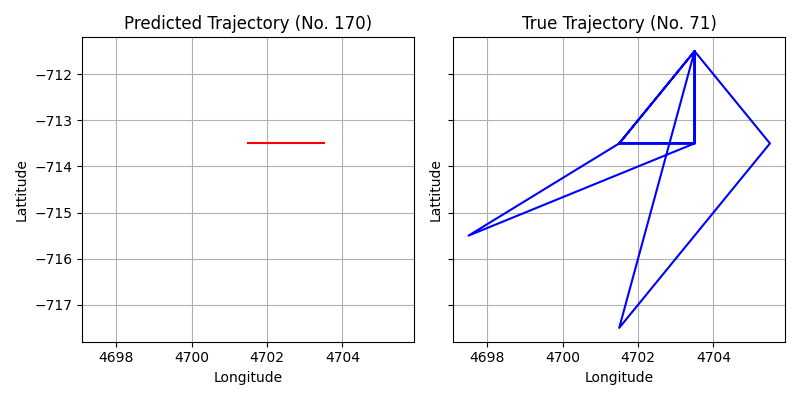 Predicted Trajectory (No. 170)
Lattitude
−712
−713
−714
−715
−716
−717
4698
4700
4702
4704
Longitude
True Trajectory (No. 71)
Lattitude
4698
4700
4702
4704
Longitude